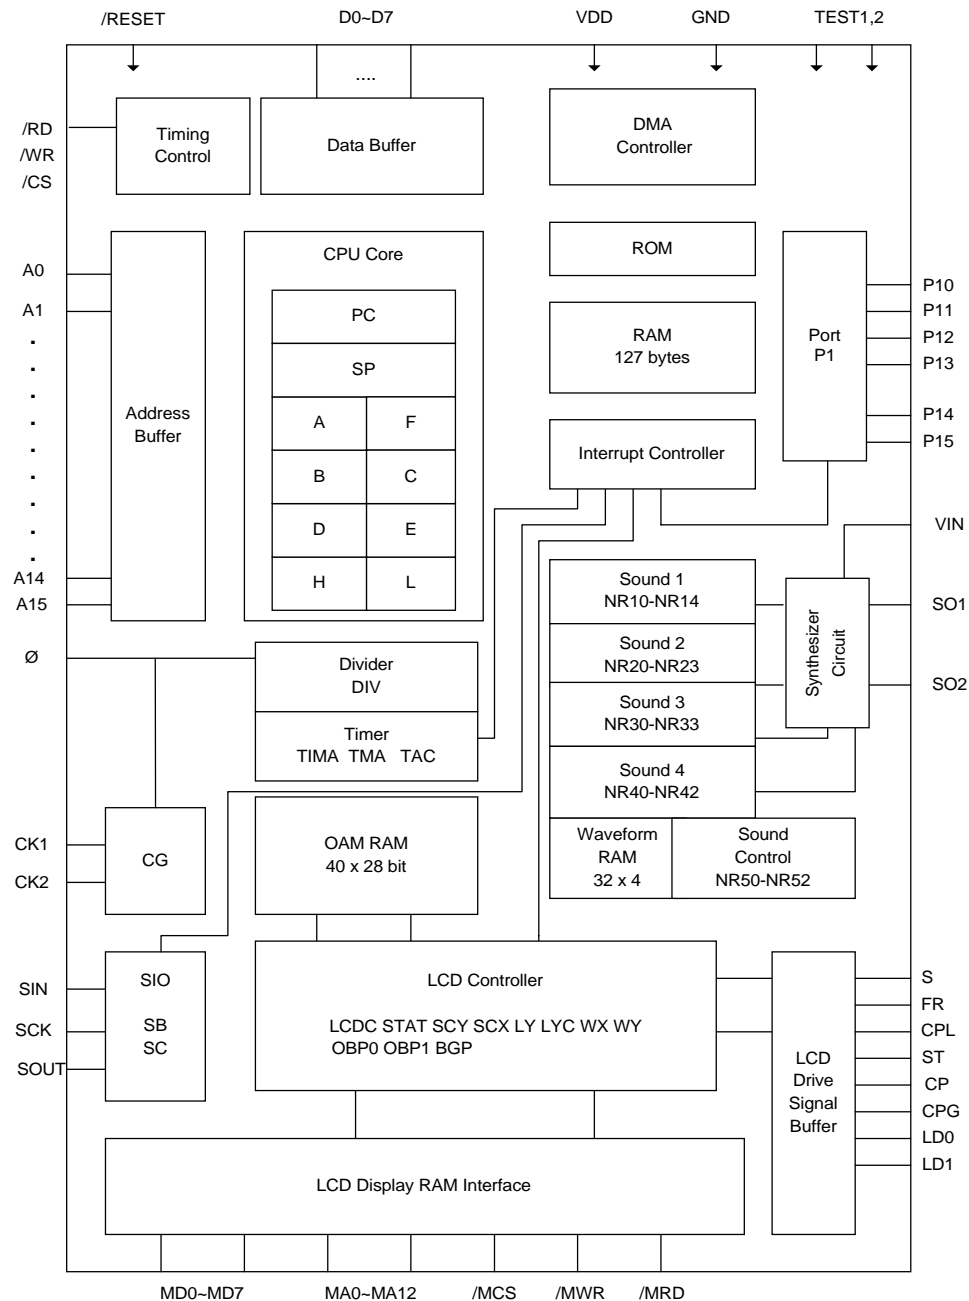 /RESET
D0~D7
VDD
GND
TEST1,2
....
/RD
/WR
/CS
Timing
Control
Data Buffer
DMA
Controller
A0
A1
.
.
.
.
.
.
.
.
.
A14
A15
Address
Buffer
CPU Core
PC
SP
A
F
B
C
D
E
H
L
ROM
RAM
127 bytes
Interrupt Controller
Port
P1
P10
P11
P12
P13
P14
P15
VIN
Sound 1
NR10-NR14
Sound 2
NR20-NR23
Sound 3
NR30-NR33
Sound 4
NR40-NR42
Waveform
RAM
32 x 4
Sound
Control
NR50-NR52
Synthesizer
Circuit
SO1
SO2
Ø
Divider
DIV
Timer
TIMA TMA TAC
CK1
CK2
CG
OAM RAM
40 x 28 bit
SIN
SCK
SOUT
SIO
SB
SC
LCD Controller
LCDC STAT SCY SCX LY LYC WX WY
OBP0 OBP1 BGP
LCD
Drive
Signal
Buffer
S
FR
CPL
ST
CP
CPG
LD0
LD1
LCD Display RAM Interface
MD0~MD7
MA0~MA12
/MCS
/MWR
/MRD